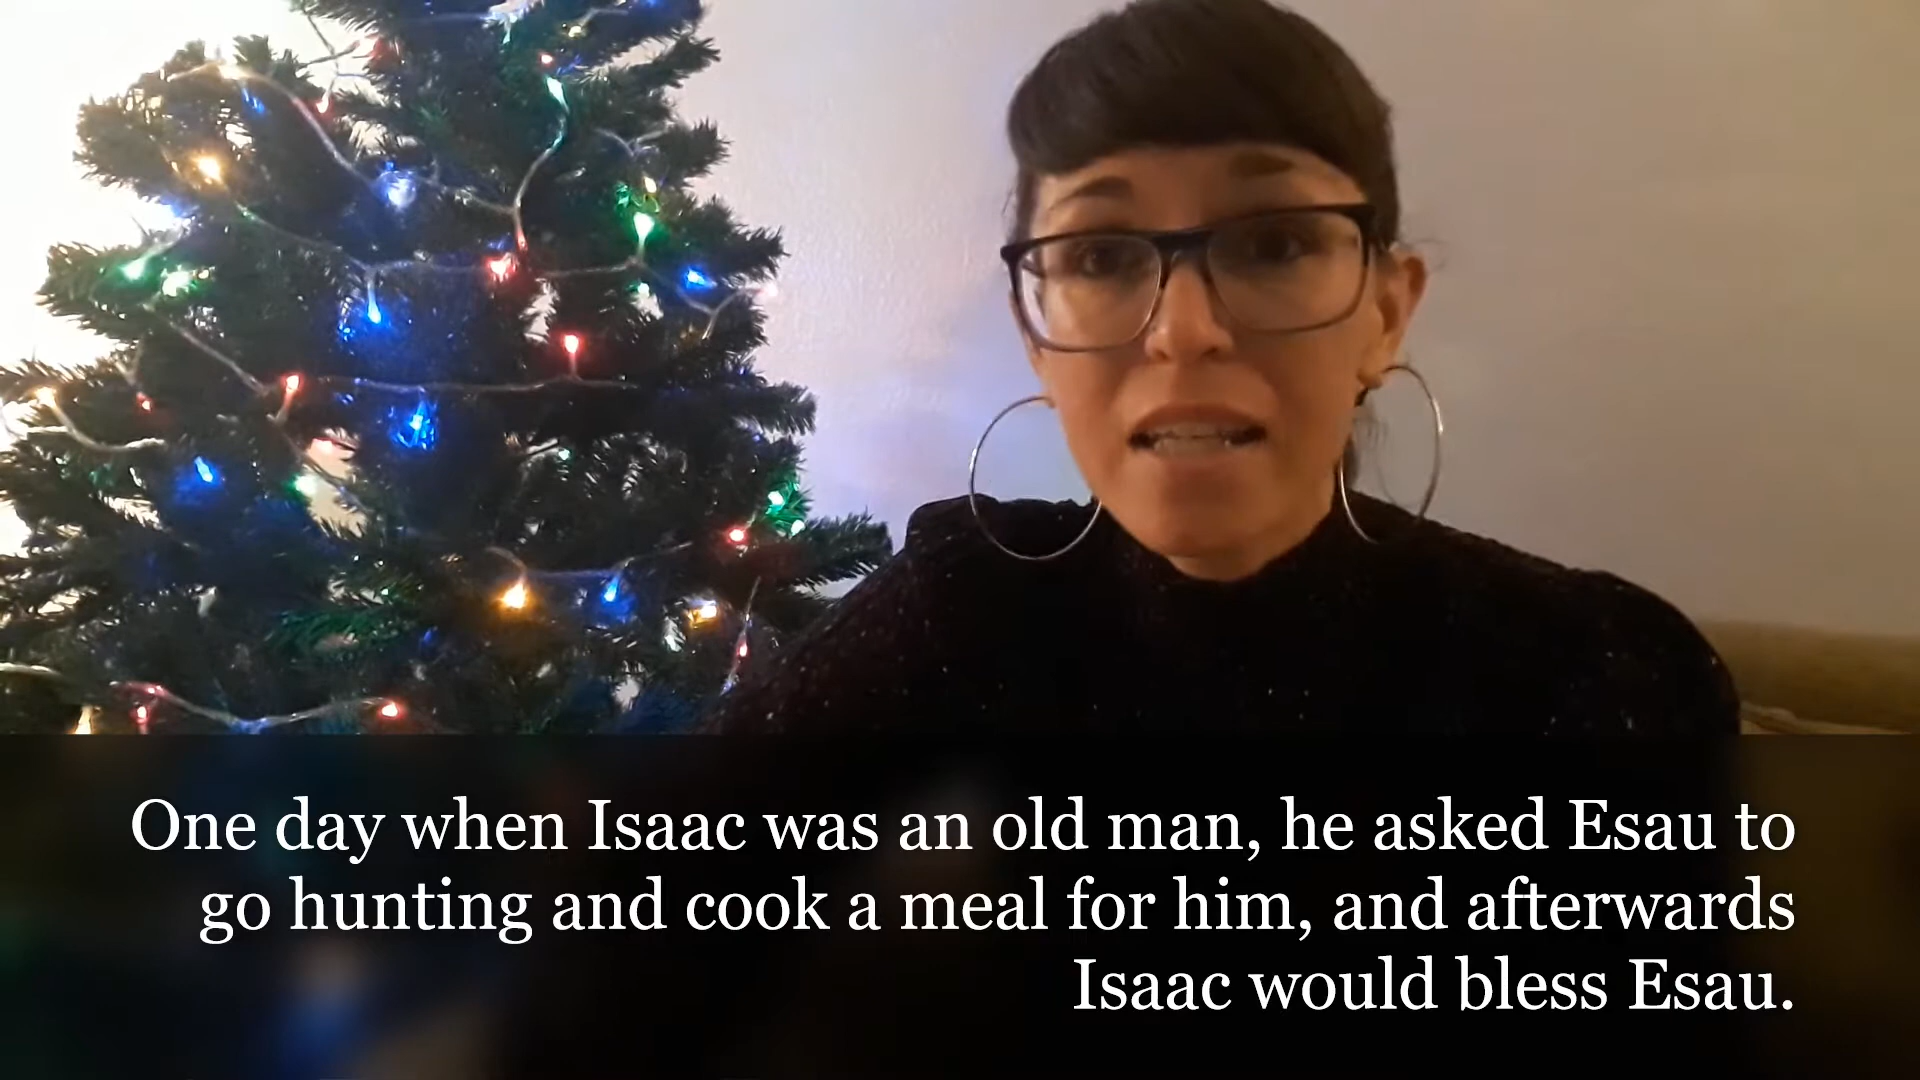 One day when Isaac was an old man, he asked Esau to
go hunting and cook a meal for him, and afterwards
Isaac would bless Esau.